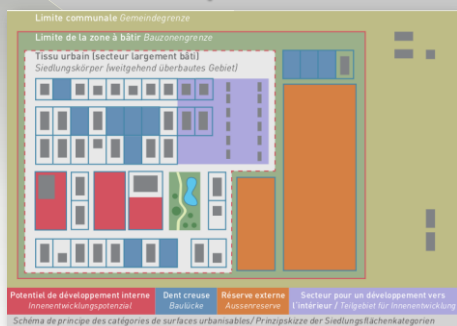 Limite communale Gemeindegrenze
Limite de la zone à bâtir Bauzonengrenze
Tissu urbain (secteur largement bâti)
Siedlungskörper (weitgehend überbautes Gebiet)
Potentiel de développement interne
Innenentwicklungspotenzial
Dent creuse
Baulücke
Réserve externe
Aussenreserve
Secteur pour un développement vers
l'intérieur / Teilgebiet für Innenentwicklung
Schéma de principe des catégories de surfaces urbanisables/ Prinzipskizze der Siedlungsflächenkategorien